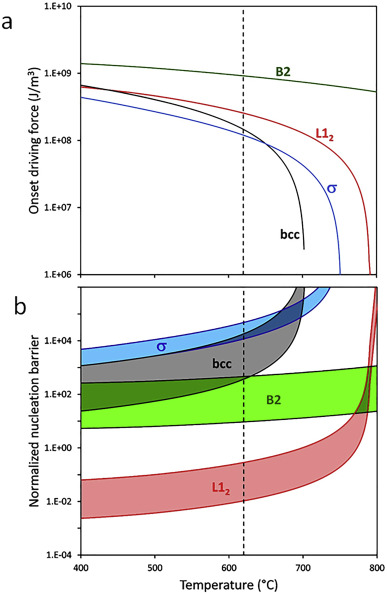 a
1.E+10
1.E+09
1.E+08
1.E+07
1.E+06
Onset driving force (J/m³)
B2
L1₂
σ
bcc
b
1.E+04
1.E+02
1.E+00
1.E-02
1.E-04
Normalized nucleation barrier
σ
bcc
B2
L1₂
400
500
600
700
800
Temperature (°C)